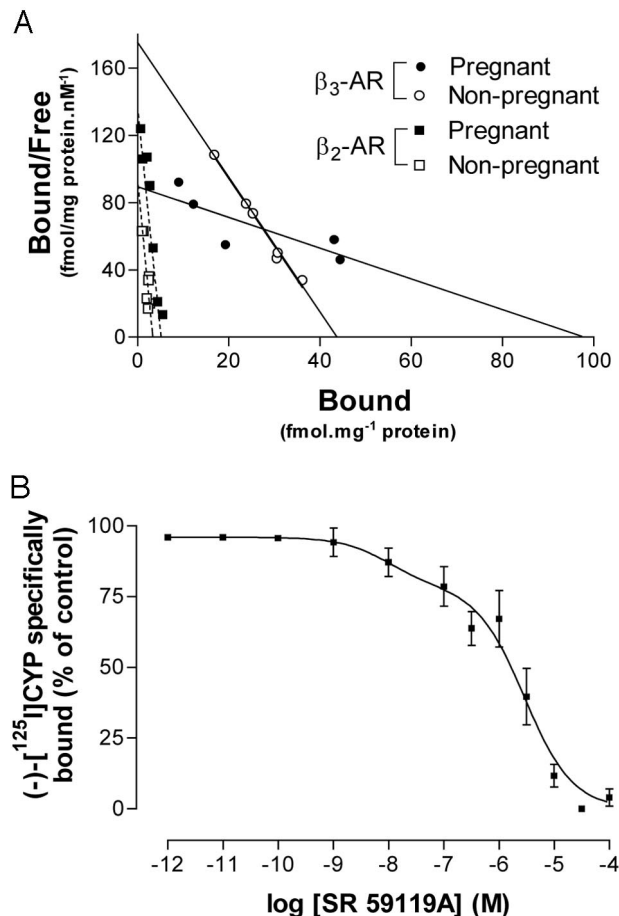 A
Bound/Free
(fmol/mg protein.nM-1)
160
120
80
40
0
β3-AR
Pregnant
Non-pregnant
β2-AR
Pregnant
Non-pregnant
0 20 40 60 80 100
Bound
(fmol.mg-1 protein)
B
(-)-[125I]CYP specifically
bound (% of control)
100
75
50
25
0
-12 -11 -10 -9 -8 -7 -6 -5 -4
log [SR 59119A] (M)